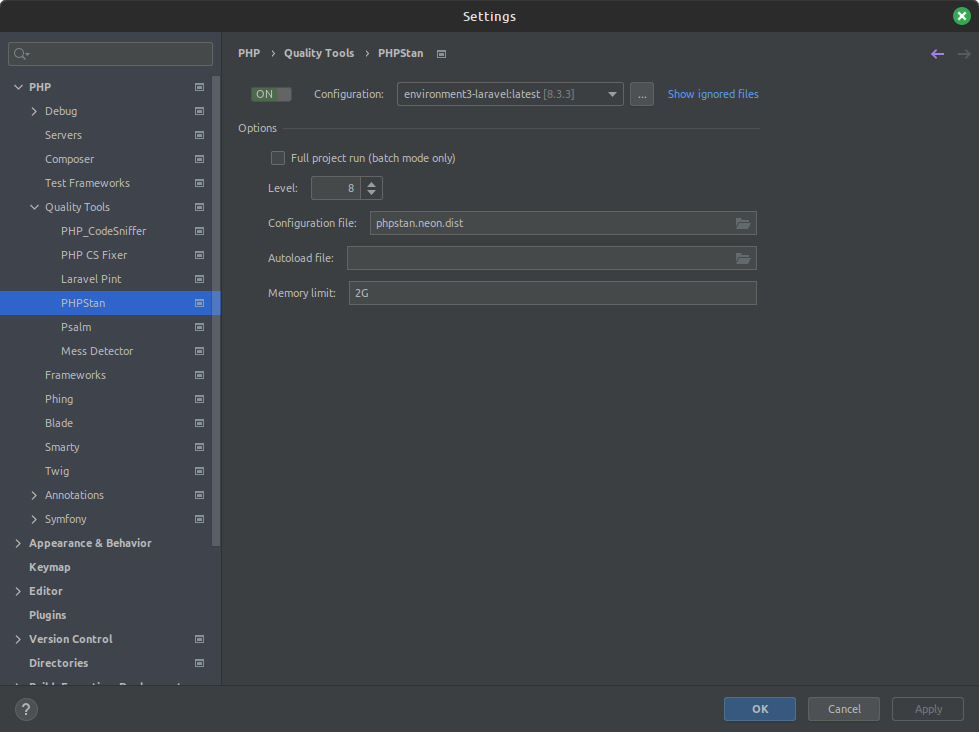 Settings
PHP › Quality Tools › PHPStan
PHP
Debug
Servers
Composer
Test Frameworks
Quality Tools
PHP_CodeSniffer
PHP CS Fixer
Laravel Pint
PHPStan
Psalm
Mess Detector
Frameworks
Phing
Blade
Smarty
Twig
Annotations
Symfony
Appearance & Behavior
Keymap
Editor
Plugins
Version Control
Directories
ON Configuration: environment3-laravel:latest [8.3.3] ... Show ignored files
Options
Full project run (batch mode only)
Level: 8
Configuration file: phpstan.neon.dist
Autoload file:
Memory limit: 2G
? OK Cancel Apply